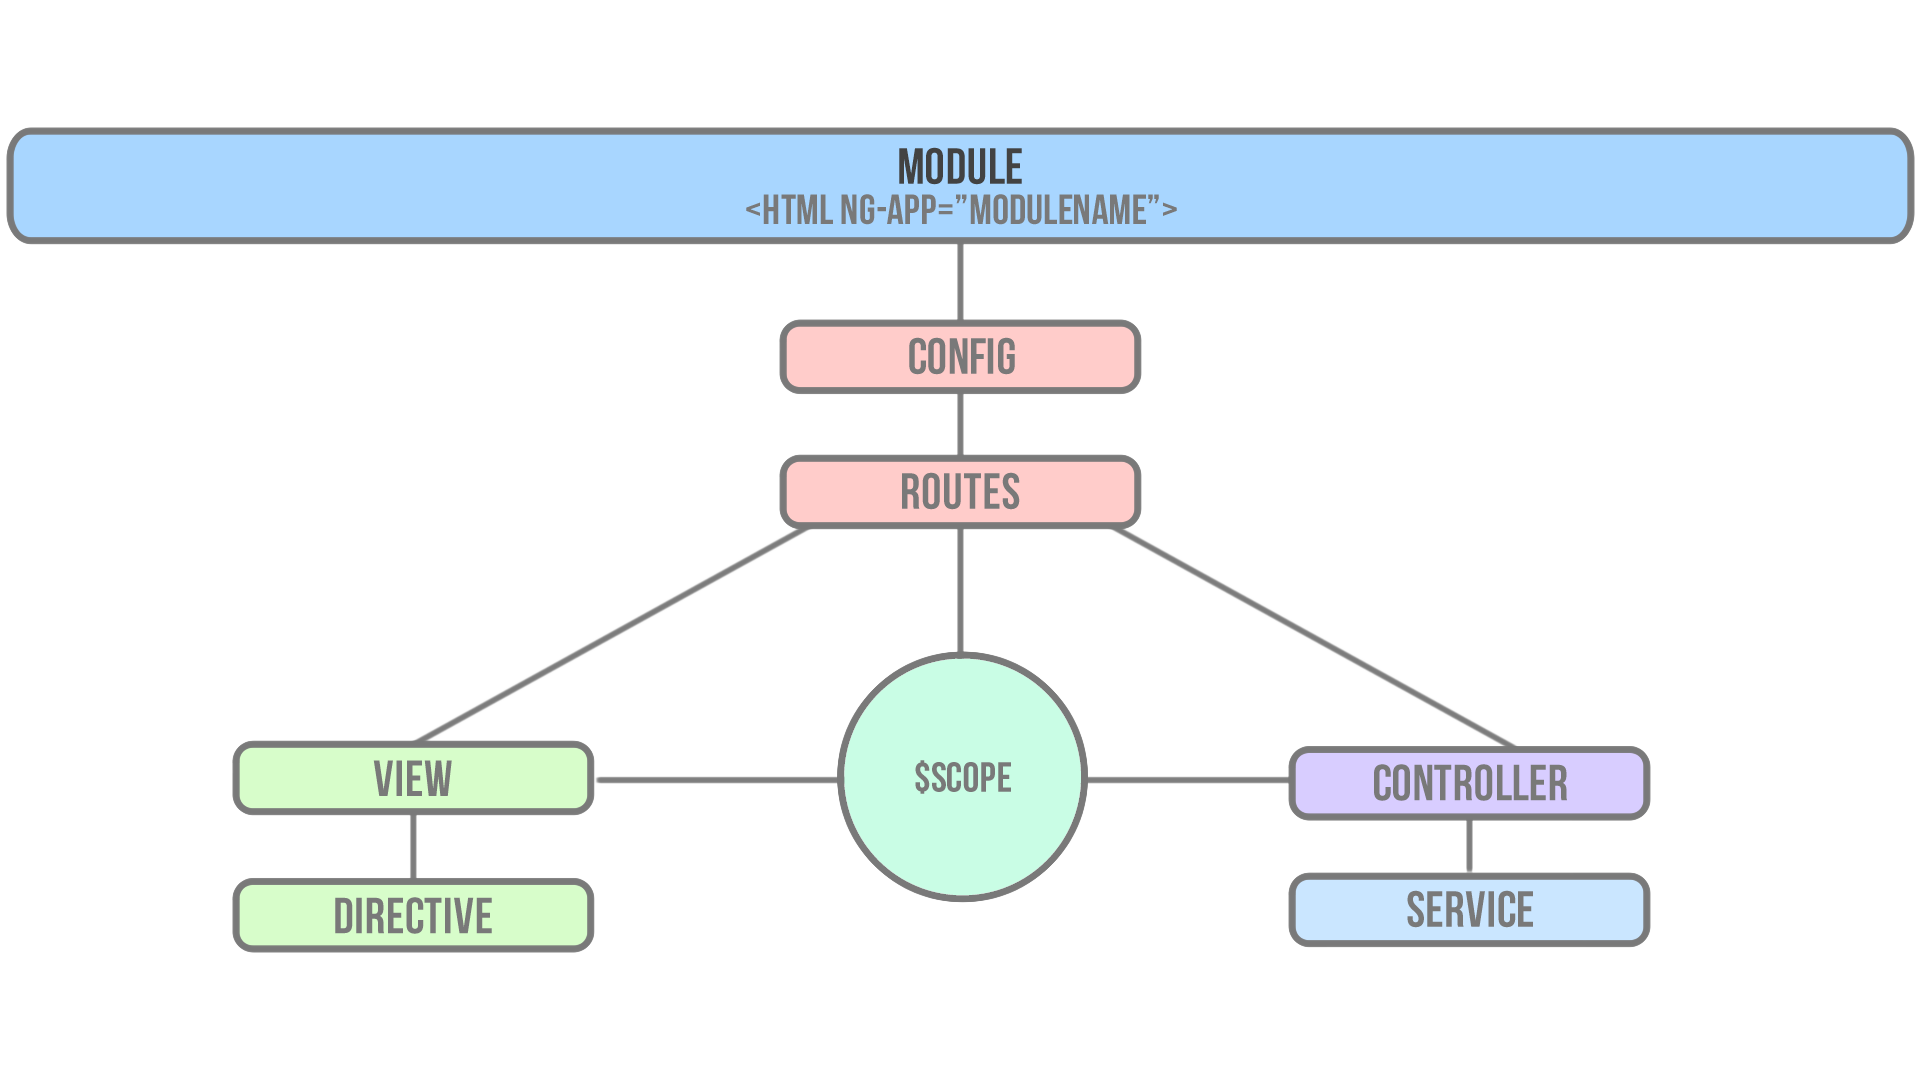 MODULE
<HTML NG-APP=”MODULENAME”>
CONFIG
ROUTES
VIEW
$SCOPE
CONTROLLER
DIRECTIVE
SERVICE